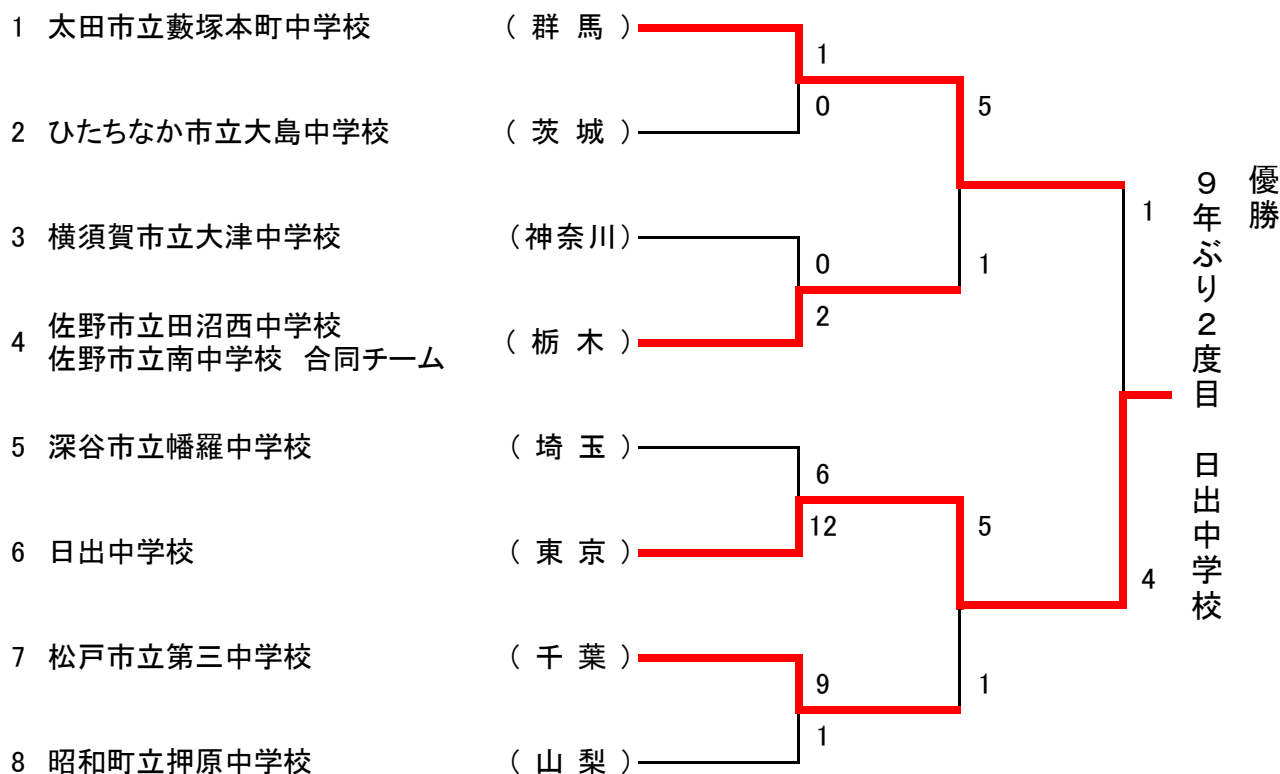 1 太田市立藪塚本町中学校 （ 群 馬 ）
1
0
5
2 ひたちなか市立大島中学校 （ 茨 城 ）
1
3 横須賀市立大津中学校 （神奈川）
0
1
2
4 佐野市立田沼西中学校
佐野市立南中学校 合同チーム （ 栃 木 ）
5 深谷市立幡羅中学校 （ 埼 玉 ）
6
12
5
6 日出中学校 （ 東 京 ）
4
7 松戸市立第三中学校 （ 千 葉 ）
9
1
1
8 昭和町立押原中学校 （ 山 梨 ）
優勝
９年ぶり２度目 日出中学校